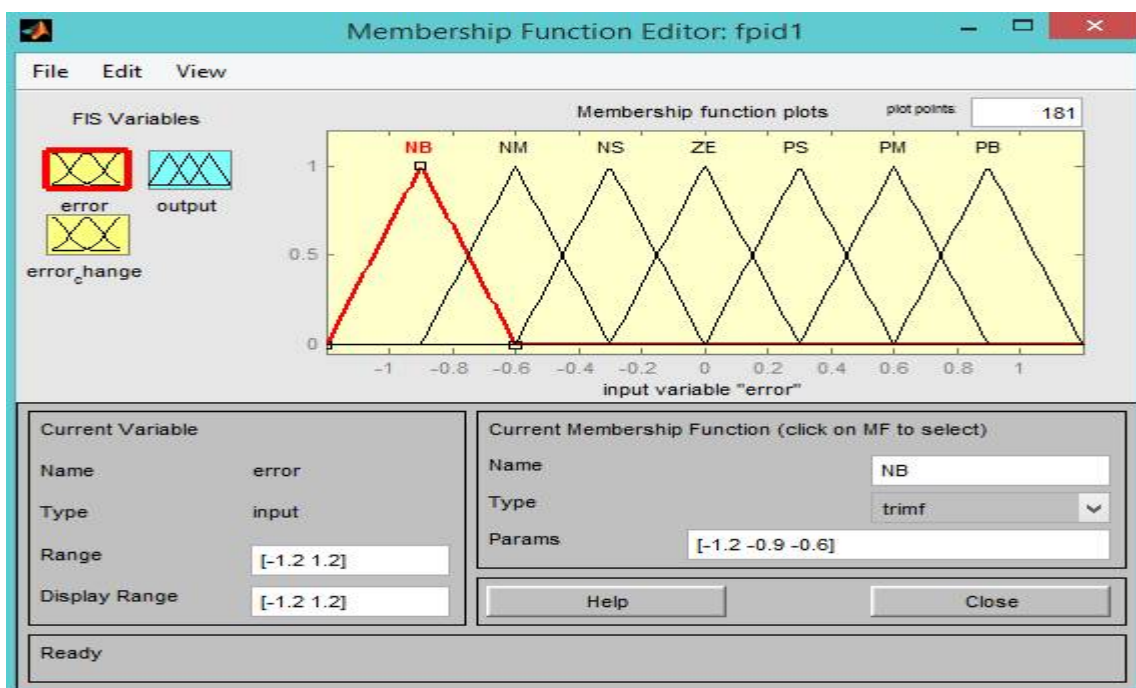 Membership Function Editor: fpid1
File Edit View
FIS Variables
error
output
error_change
Membership function plots
plot points:
181
NB NM NS ZE PS PM PB
1
0.5
0
-1 -0.8 -0.6 -0.4 -0.2 0 0.2 0.4 0.6 0.8 1
input variable "error"
Current Variable
Name error
Type input
Range [-1.2 1.2]
Display Range [-1.2 1.2]
Current Membership Function (click on MF to select)
Name NB
Type trimf
Params [-1.2 -0.9 -0.6]
Help Close
Ready